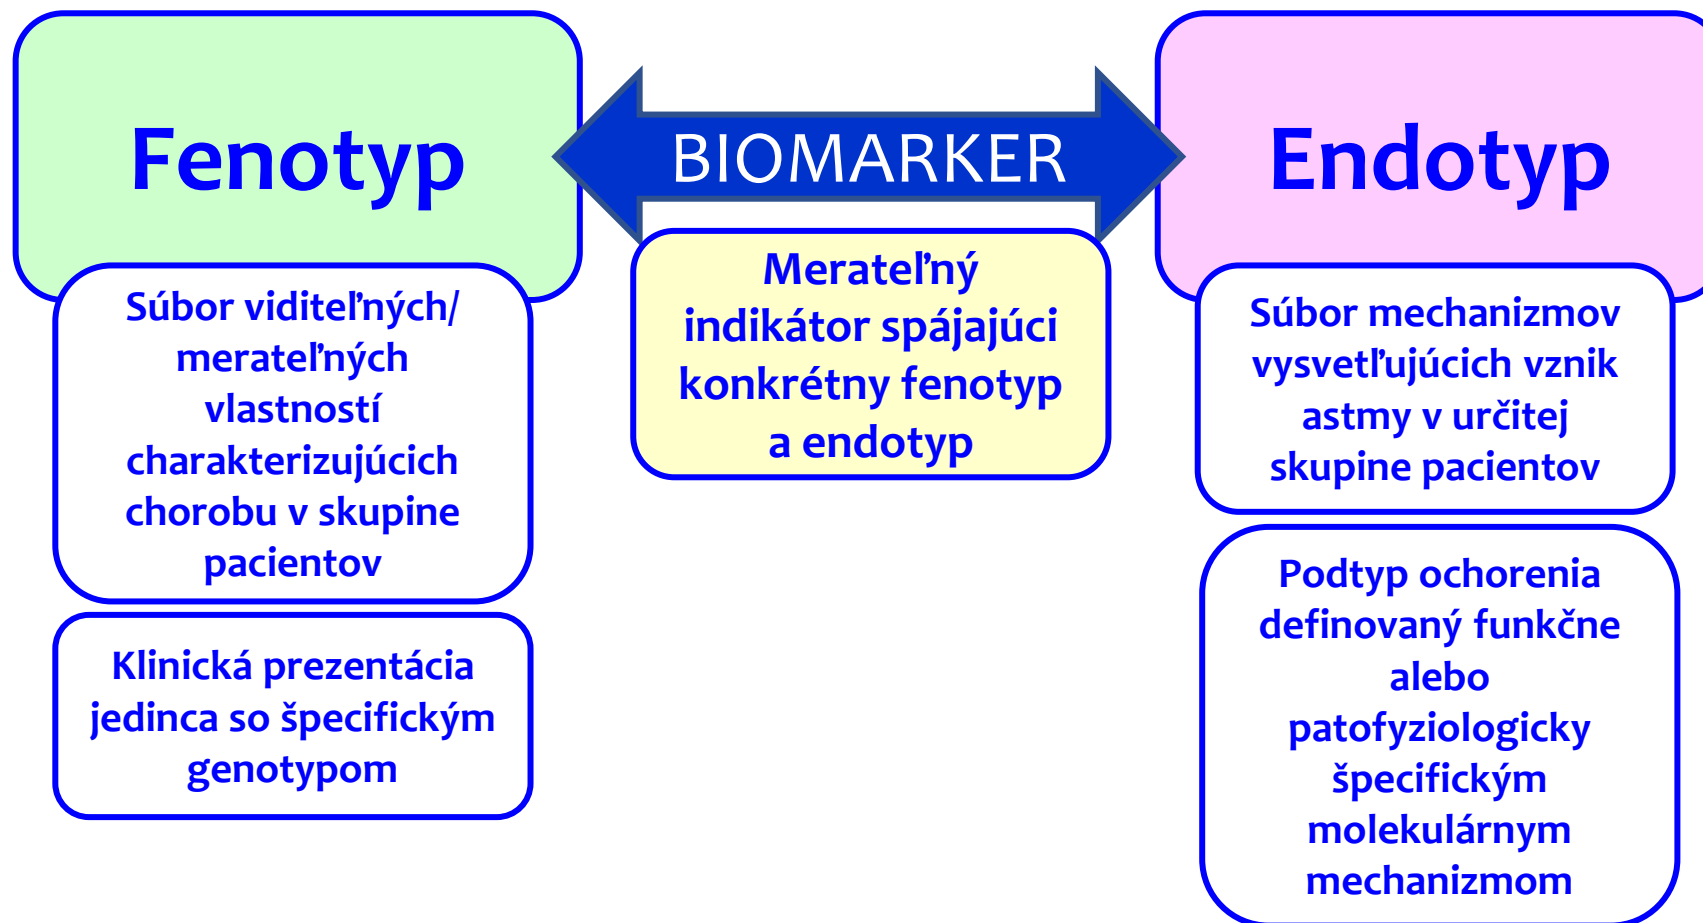 Fenotyp
Súbor viditeľných/
merateľných
vlastností
charakterizujúcich
chorobu v skupine
pacientov
Klinická prezentácia
jedinca so špecifickým
genotypom
BIOMARKER
Merateľný
indikátor spájajúci
konkrétny fenotyp
a endotyp
Endotyp
Súbor mechanizmov
vysvetľujúcich vznik
astmy v určitej
skupine pacientov
Podtyp ochorenia
definovaný funkčne
alebo
patofyziologicky
špecifickým
molekulárnym
mechanizmom